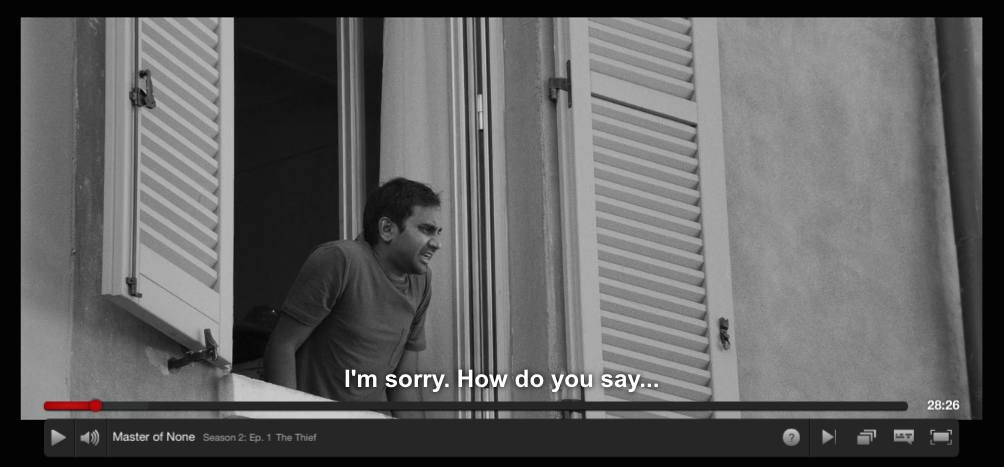 I'm sorry. How do you say...
28:26
Master of None Season 2: Ep. 1 The Thief
?